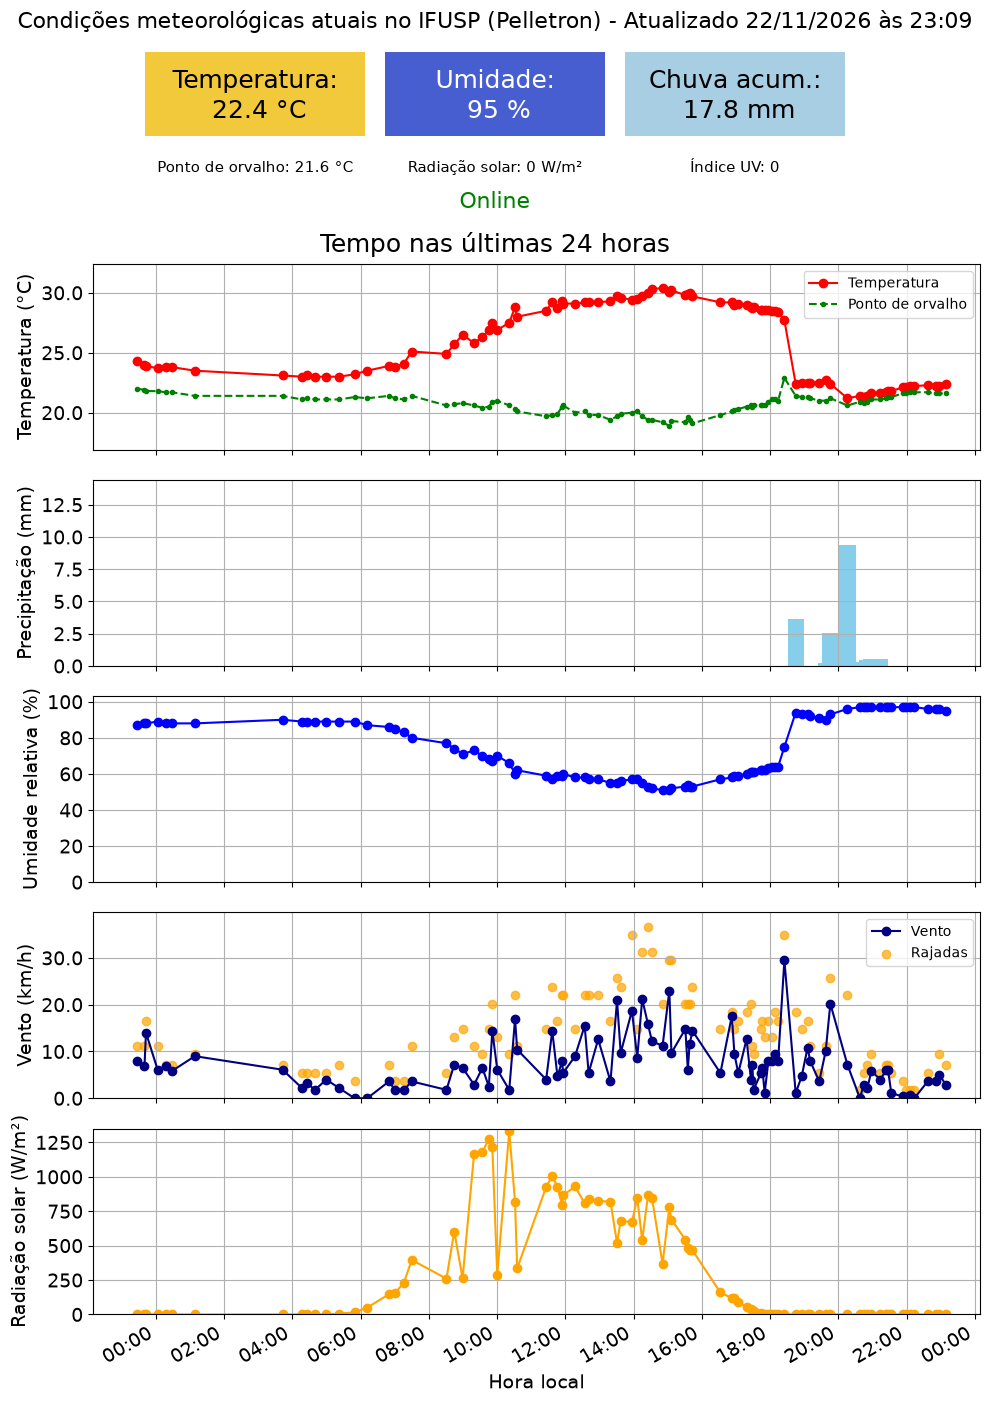 Condições meteorológicas atuais no IFUSP (Pelletron) - Atualizado 22/11/2026 às 23:09
Temperatura:
22.4 °C
Umidade:
95 %
Chuva acum.:
17.8 mm
Ponto de orvalho: 21.6 °C
Radiação solar: 0 W/m²
Índice UV: 0
Online
Tempo nas últimas 24 horas
Temperatura (°C)
30.0
25.0
20.0
Temperatura
Ponto de orvalho
Precipitação (mm)
12.5
10.0
7.5
5.0
2.5
0.0
Umidade relativa (%)
100
80
60
40
20
0
Vento (km/h)
30.0
20.0
10.0
0.0
Vento
Rajadas
Radiação solar (W/m²)
1250
1000
750
500
250
0
00:00
02:00
04:00
06:00
08:00
10:00
12:00
14:00
16:00
18:00
20:00
22:00
00:00
Hora local